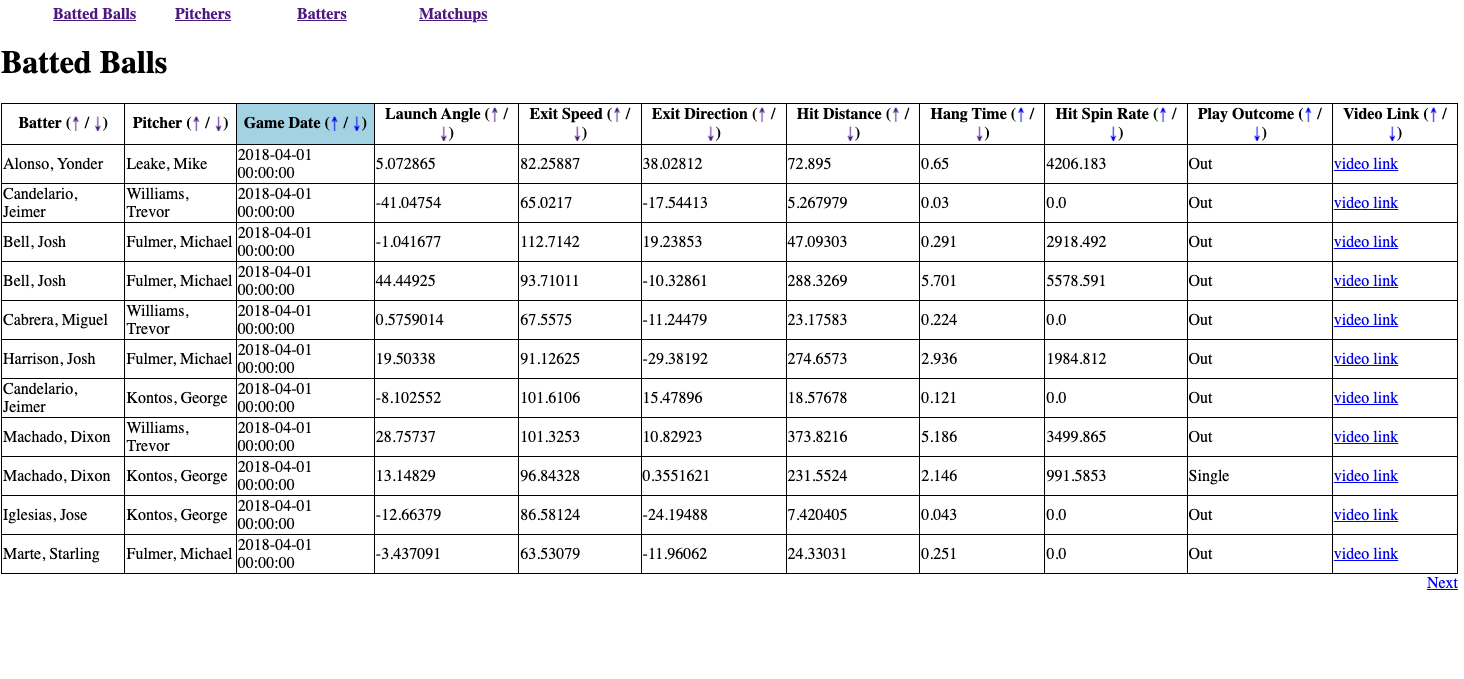 Batted Balls Pitchers Batters Matchups
Batted Balls
Batter (↑ / ↓) Pitcher (↑ / ↓) Game Date (↑ / ↓) Launch Angle (↑ / ↓) Exit Speed (↑ / ↓) Exit Direction (↑ / ↓) Hit Distance (↑ / ↓) Hang Time (↑ / ↓) Hit Spin Rate (↑ / ↓) Play Outcome (↑ / ↓) Video Link (↑ / ↓)
Alonso, Yonder Leake, Mike 2018-04-01 00:00:00 5.072865 82.25887 38.02812 72.895 0.65 4206.183 Out video link
Candelario, Jeimer Williams, Trevor 2018-04-01 00:00:00 -41.04754 65.0217 -17.54413 5.267979 0.03 0.0 Out video link
Bell, Josh Fulmer, Michael 2018-04-01 00:00:00 -1.041677 112.7142 19.23853 47.09303 0.291 2918.492 Out video link
Bell, Josh Fulmer, Michael 2018-04-01 00:00:00 44.44925 93.71011 -10.32861 288.3269 5.701 5578.591 Out video link
Cabrera, Miguel Williams, Trevor 2018-04-01 00:00:00 0.5759014 67.5575 -11.24479 23.17583 0.224 0.0 Out video link
Harrison, Josh Fulmer, Michael 2018-04-01 00:00:00 19.50338 91.12625 -29.38192 274.6573 2.936 1984.812 Out video link
Candelario, Jeimer Kontos, George 2018-04-01 00:00:00 -8.102552 101.6106 15.47896 18.57678 0.121 0.0 Out video link
Machado, Dixon Williams, Trevor 2018-04-01 00:00:00 28.75737 101.3253 10.82923 373.8216 5.186 3499.865 Out video link
Machado, Dixon Kontos, George 2018-04-01 00:00:00 13.14829 96.84328 0.3551621 231.5524 2.146 991.5853 Single video link
Iglesias, Jose Kontos, George 2018-04-01 00:00:00 -12.66379 86.58124 -24.19488 7.420405 0.043 0.0 Out video link
Marte, Starling Fulmer, Michael 2018-04-01 00:00:00 -3.437091 63.53079 -11.96062 24.33031 0.251 0.0 Out video link
Next